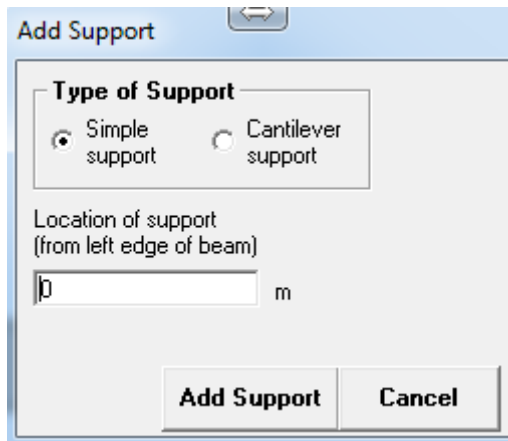 Add Support
Type of Support
Simple
support
Cantilever
support
Location of support
(from left edge of beam)
0
m
Add Support
Cancel